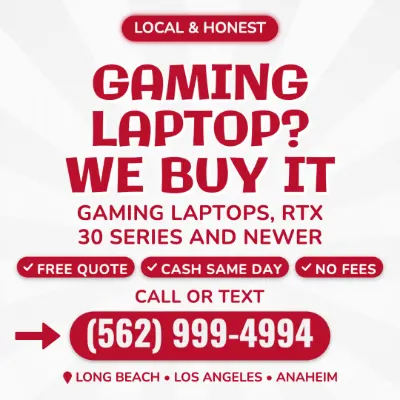 LOCAL & HONEST
GAMING
LAPTOP?
WE BUY IT
GAMING LAPTOPS, RTX
30 SERIES AND NEWER
✓ FREE QUOTE ✓ CASH SAME DAY ✓ NO FEES
CALL OR TEXT
(562) 999-4994
LONG BEACH • LOS ANGELES • ANAHEIM